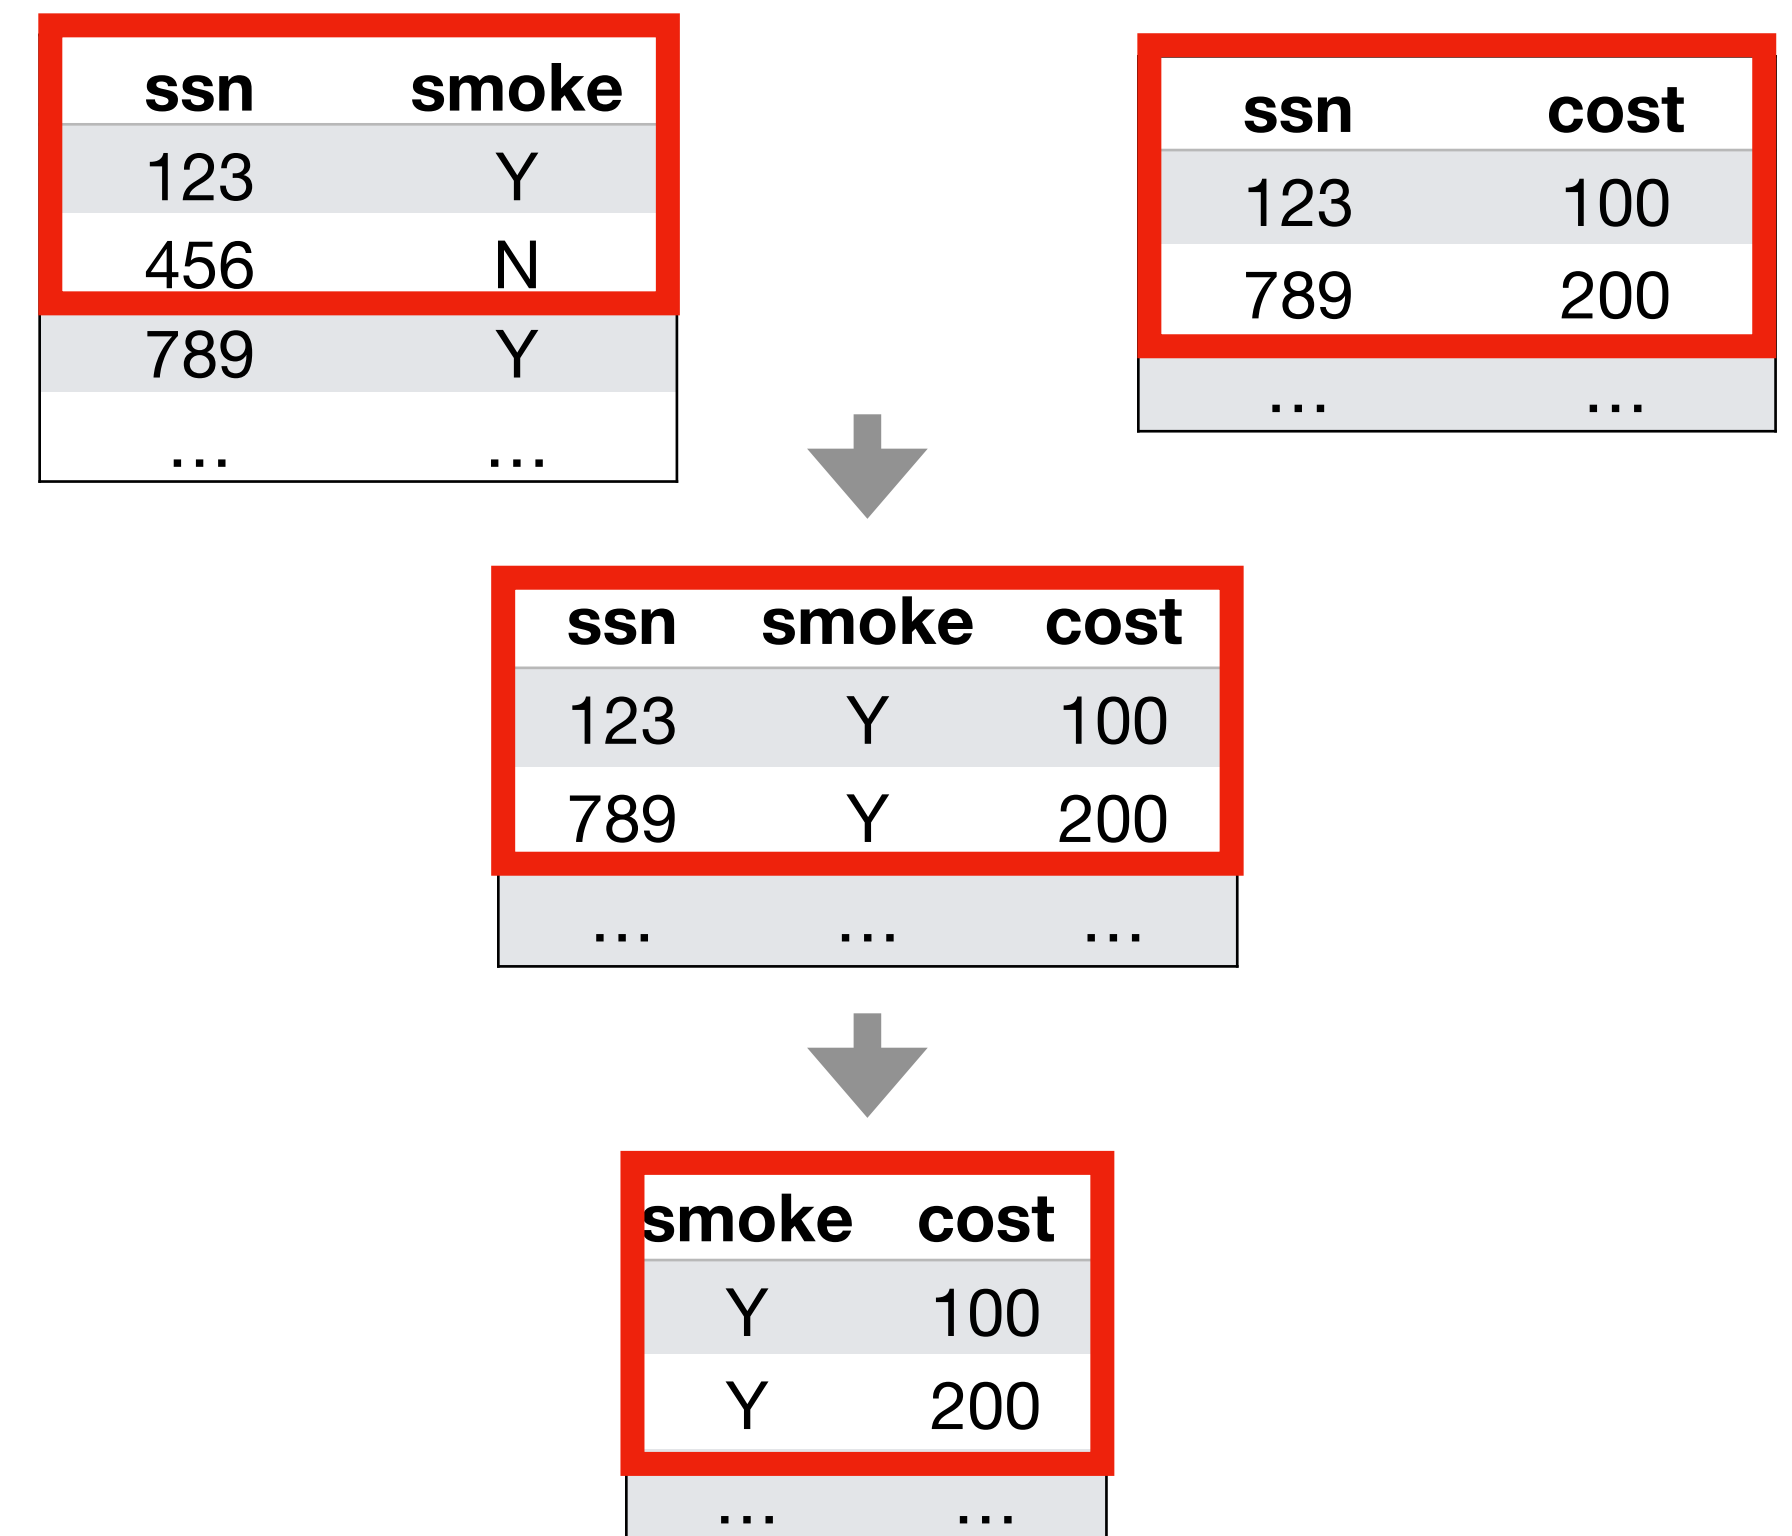 ssn smoke
123 Y
456 N
789 Y
... ...
ssn cost
123 100
789 200
... ...
ssn smoke cost
123 Y 100
789 Y 200
... ... ...
smoke cost
Y 100
Y 200
... ...